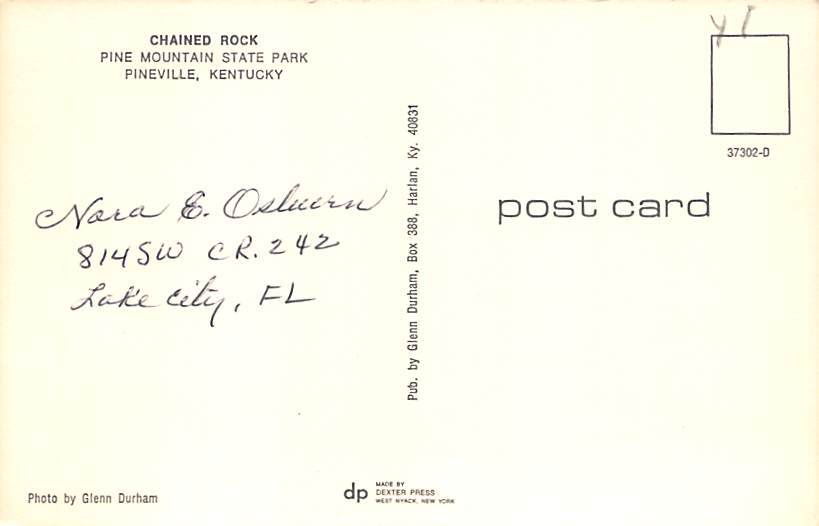 CHAINED ROCK
PINE MOUNTAIN STATE PARK
PINEVILLE, KENTUCKY
Nora E. Osburn
814 SW CR. 242
Lake City, FL
Photo by Glenn Durham
Pub. by Glenn Durham, Box 388, Harlan, Ky. 40831
dp
MADE BY
DEXTER PRESS
WEST NYACK, NEW YORK
37302-D
post card